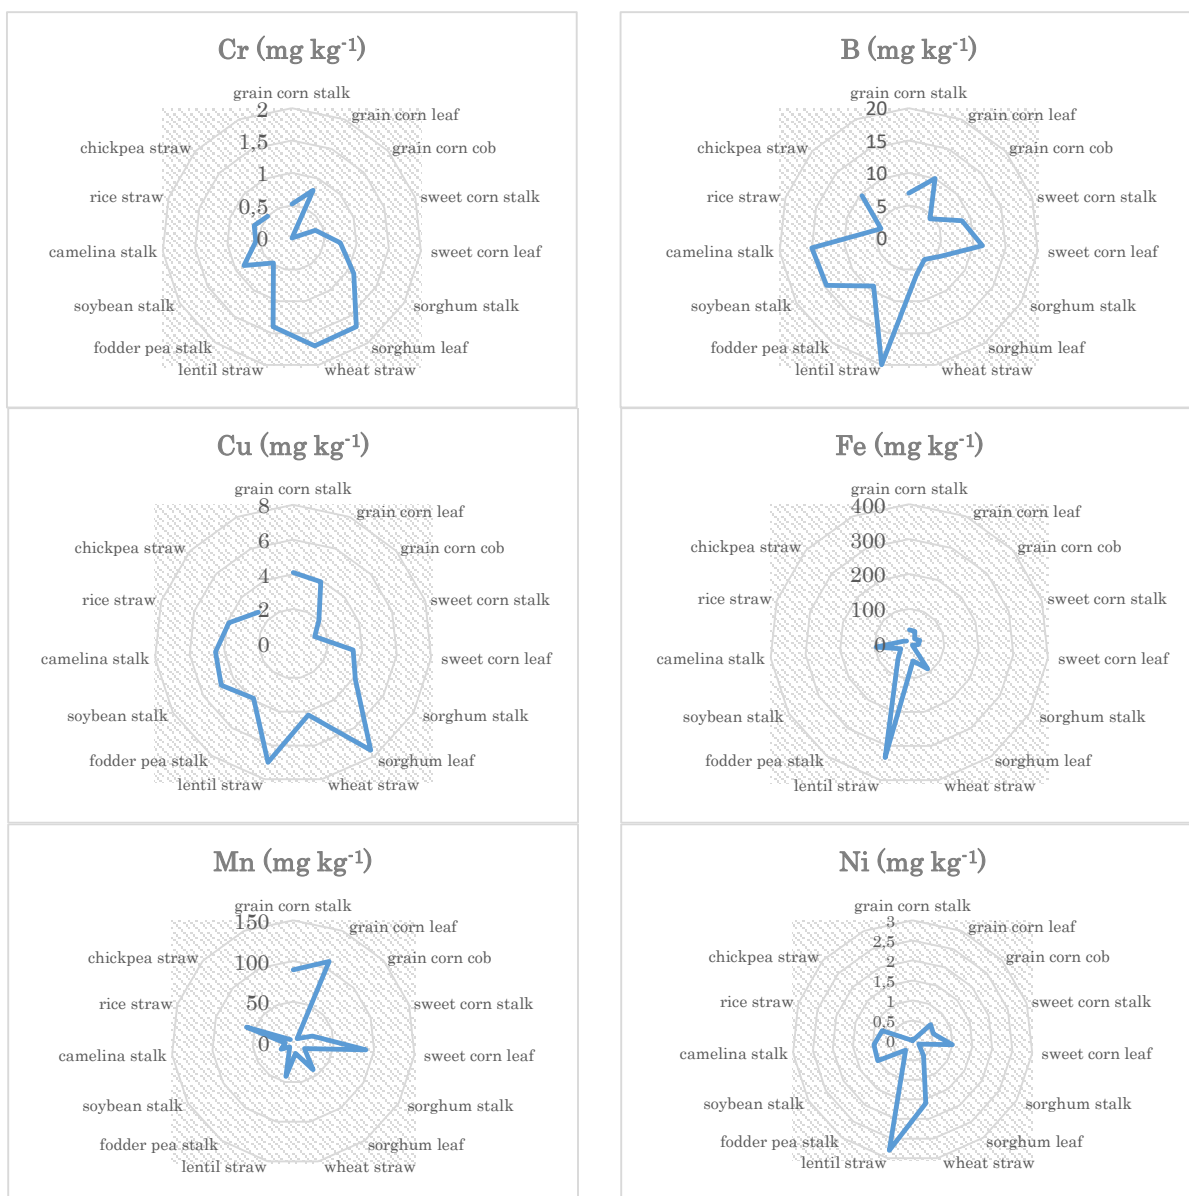 Cr (mg kg-1)
grain corn stalk
2
grain corn leaf
1,5
chickpea straw
grain corn cob
1
rice straw
0,5
sweet corn stalk
0
camelina stalk
sweet corn leaf
soybean stalk
sorghum stalk
fodder pea stalk
sorghum leaf
lentil straw
wheat straw
B (mg kg-1)
grain corn stalk
20
grain corn leaf
15
chickpea straw
grain corn cob
10
rice straw
5
sweet corn stalk
0
camelina stalk
sweet corn leaf
soybean stalk
sorghum stalk
fodder pea stalk
sorghum leaf
lentil straw
wheat straw
Cu (mg kg-1)
grain corn stalk
8
grain corn leaf
6
chickpea straw
grain corn cob
4
rice straw
2
sweet corn stalk
0
camelina stalk
sweet corn leaf
soybean stalk
sorghum stalk
fodder pea stalk
sorghum leaf
lentil straw
wheat straw
Fe (mg kg-1)
grain corn stalk
400
grain corn leaf
300
chickpea straw
grain corn cob
200
rice straw
100
sweet corn stalk
0
camelina stalk
sweet corn leaf
soybean stalk
sorghum stalk
fodder pea stalk
sorghum leaf
lentil straw
wheat straw
Mn (mg kg-1)
grain corn stalk
150
grain corn leaf
chickpea straw
100
grain corn cob
rice straw
50
sweet corn stalk
0
camelina stalk
sweet corn leaf
soybean stalk
sorghum stalk
fodder pea stalk
sorghum leaf
lentil straw
wheat straw
Ni (mg kg-1)
grain corn stalk
3
grain corn leaf
2,5
chickpea straw
2
grain corn cob
1,5
rice straw
1
sweet corn stalk
0,5
0
camelina stalk
sweet corn leaf
soybean stalk
sorghum stalk
fodder pea stalk
sorghum leaf
lentil straw
wheat straw